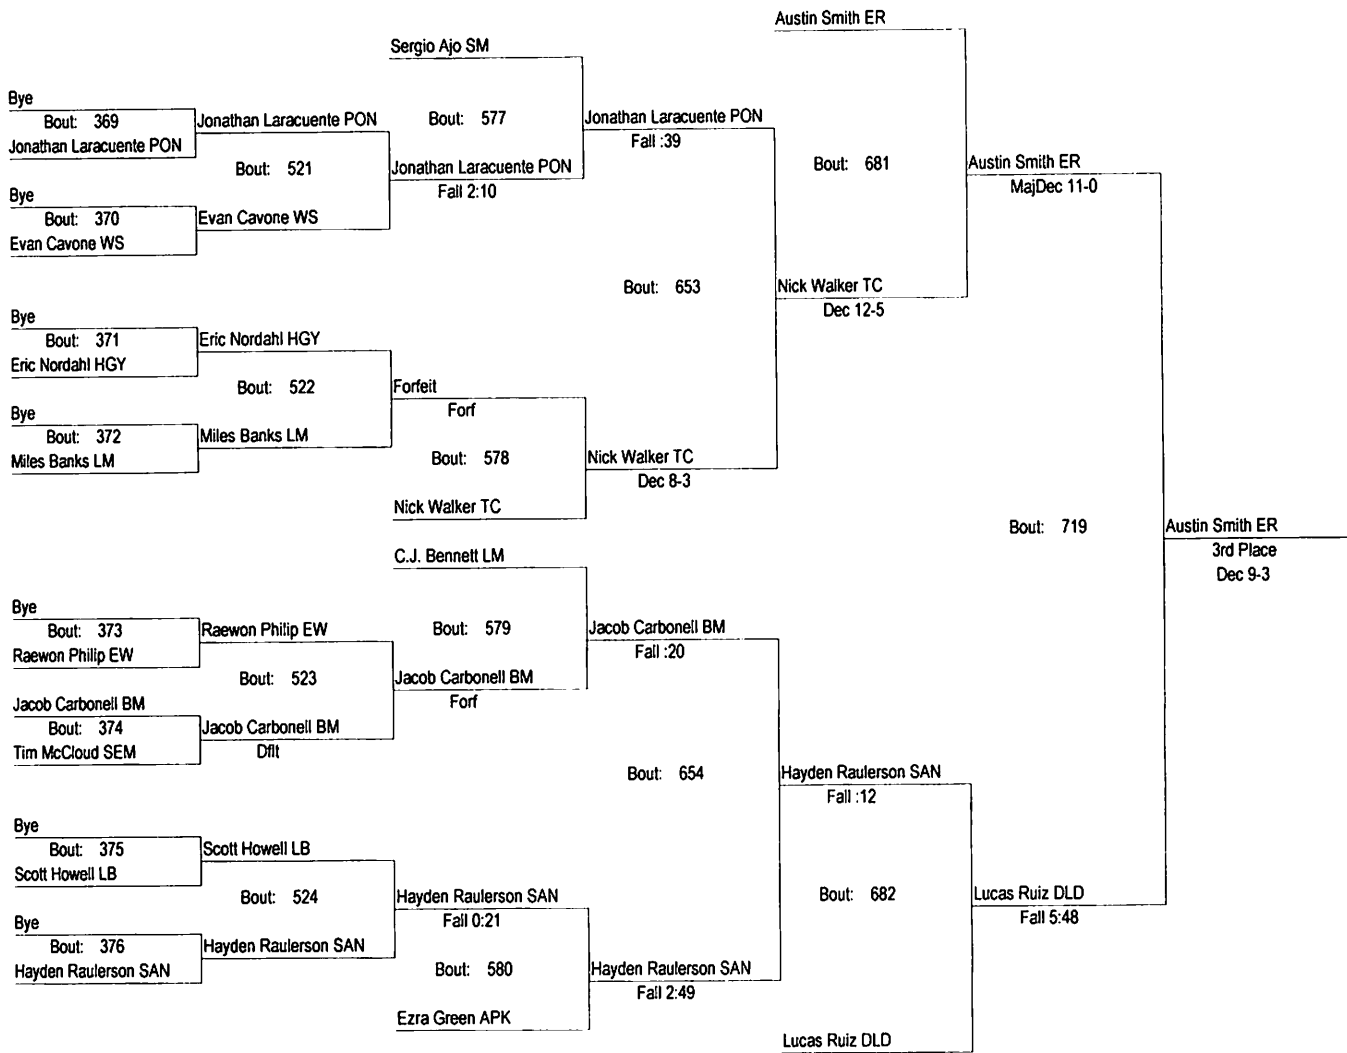 Austin Smith ER
Sergio Ajo SM
Bye
Bout: 369
Jonathan Laracuente PON
Jonathan Laracuente PON
Bout: 577
Jonathan Laracuente PON
Fall :39
Bout: 521
Jonathan Laracuente PON
Fall 2:10
Bout: 681
Austin Smith ER
MajDec 11-0
Bye
Bout: 370
Evan Cavone WS
Evan Cavone WS
Bout: 653
Nick Walker TC
Dec 12-5
Bye
Bout: 371
Eric Nordahl HGY
Eric Nordahl HGY
Bout: 522
Forfeit
Forf
Bye
Bout: 372
Miles Banks LM
Miles Banks LM
Bout: 578
Nick Walker TC
Dec 8-3
Nick Walker TC
Bout: 719
Austin Smith ER
3rd Place
Dec 9-3
C.J. Bennett LM
Bye
Bout: 373
Raewon Philip EW
Raewon Philip EW
Bout: 579
Jacob Carbonell BM
Fall :20
Bout: 523
Jacob Carbonell BM
Forf
Jacob Carbonell BM
Bout: 374
Tim McCloud SEM
Jacob Carbonell BM
Dflt
Bout: 654
Hayden Raulerson SAN
Fall :12
Bye
Bout: 375
Scott Howell LB
Scott Howell LB
Bout: 524
Hayden Raulerson SAN
Fall 0:21
Bout: 682
Lucas Ruiz DLD
Fall 5:48
Bye
Bout: 376
Hayden Raulerson SAN
Hayden Raulerson SAN
Bout: 580
Hayden Raulerson SAN
Fall 2:49
Ezra Green APK
Lucas Ruiz DLD